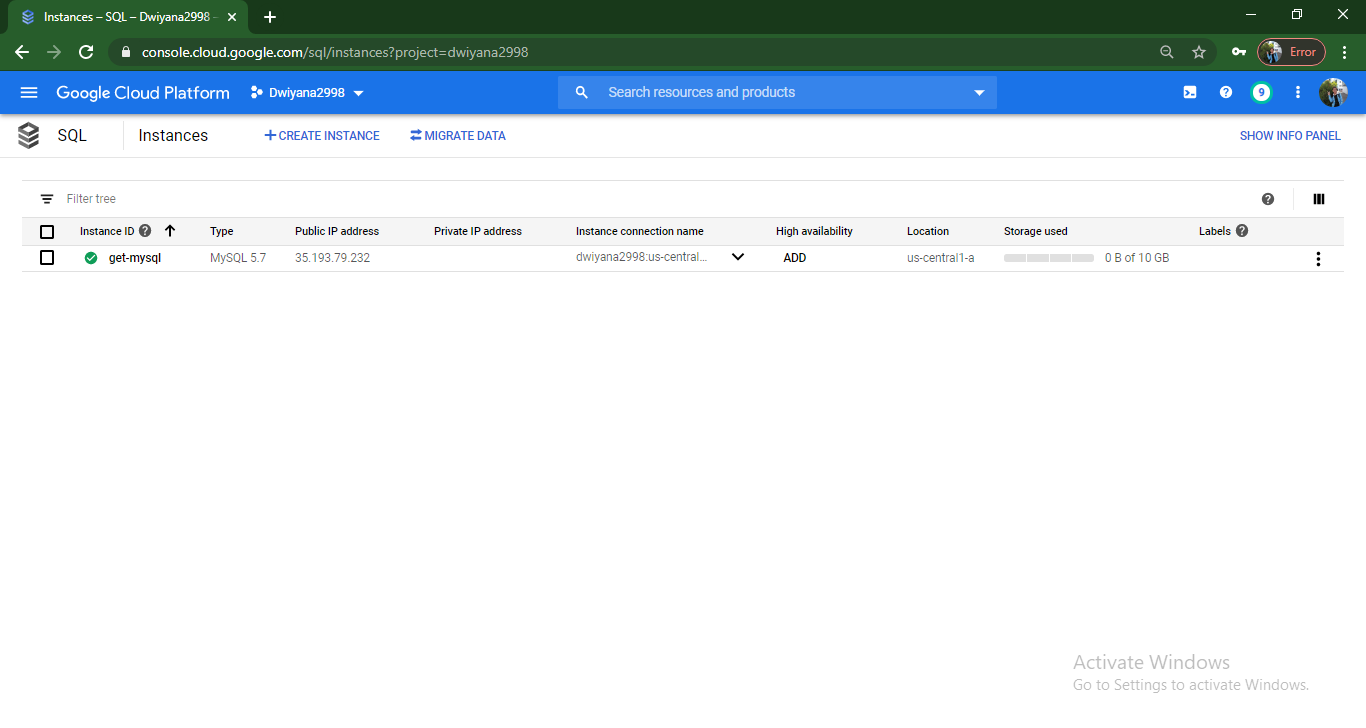 Instances – SQL – Dwiyana2998
Error
console.cloud.google.com/sql/instances?project=dwiyana2998
Google Cloud Platform Dwiyana2998 Search resources and products 9
SQL Instances CREATE INSTANCE MIGRATE DATA SHOW INFO PANEL
Filter tree
Instance ID Type Public IP address Private IP address Instance connection name High availability Location Storage used Labels
get-mysql MySQL 5.7 35.193.79.232 dwiyana2998:us-central... ADD us-central1-a 0 B of 10 GB
Activate Windows
Go to Settings to activate Windows.